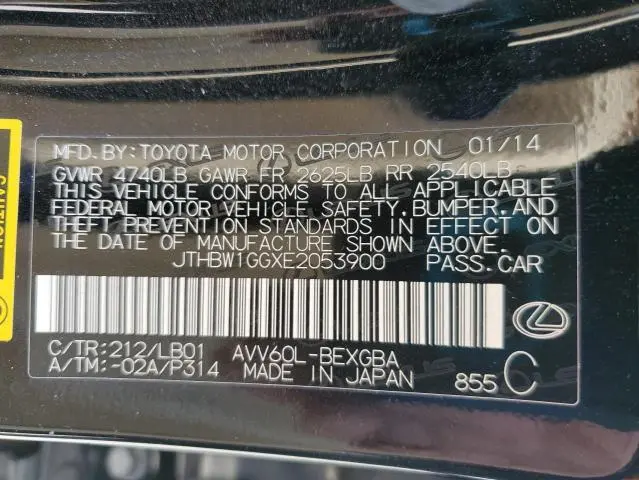 MFD.BY:TOYOTA MOTOR CORPORATION 01/14
GVWR 4740LB GAWR FR 2625LB RR 2540LB
THIS VEHICLE CONFORMS TO ALL APPLICABLE
FEDERAL MOTOR VEHICLE SAFETY,BUMPER,AND
THEFT PREVENTION STANDARDS IN EFFECT ON
THE DATE OF MANUFACTURE SHOWN ABOVE.
JTHBW1GGXE2053900 PASS.CAR
C/TR:212/LB01 AVV60L-BEXGBA
A/TM:-02A/P314 MADE IN JAPAN 855 C
CAUTION